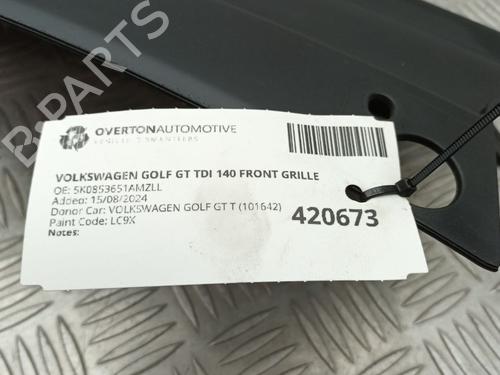 B-PARTS
OVERTONAUTOMOTIVE
VEHICLE DISMANTLERS
VOLKSWAGEN GOLF GT TDI 140 FRONT GRILLE
OE: 5K0853651AMZLL
Added: 15/08/2024
Donor Car: VOLKSWAGEN GOLF GT T (101642)
Paint Code: LC9X
Notes:
420673